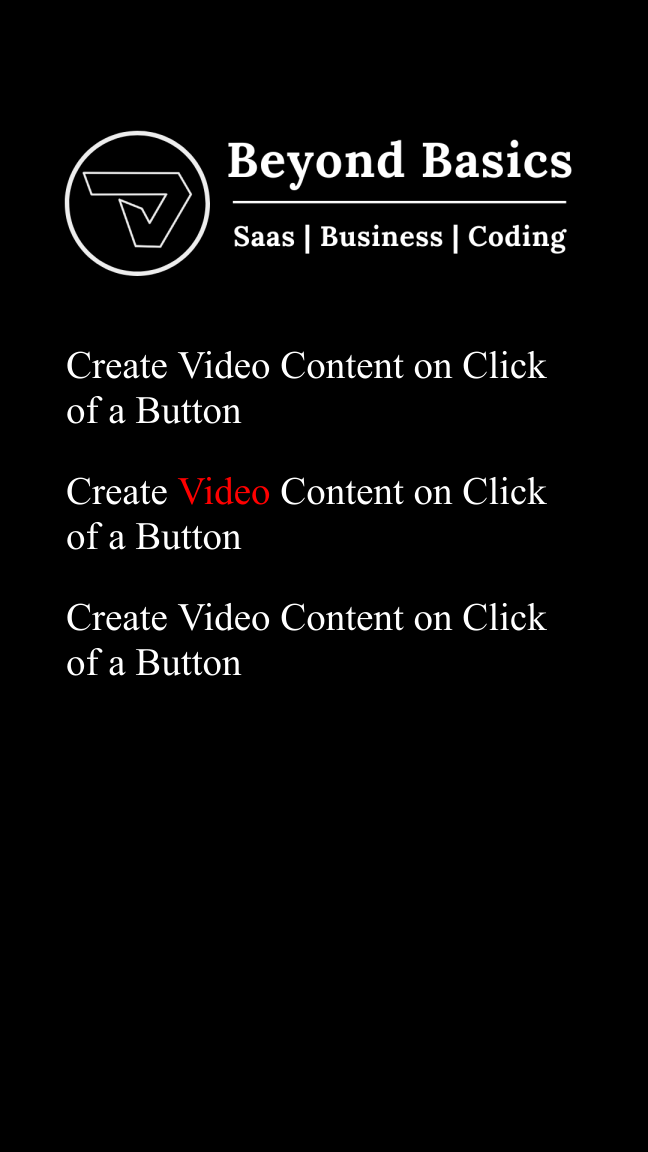 Beyond Basics
Saas | Business | Coding
Create Video Content on Click
of a Button
Create Video Content on Click
of a Button
Create Video Content on Click
of a Button